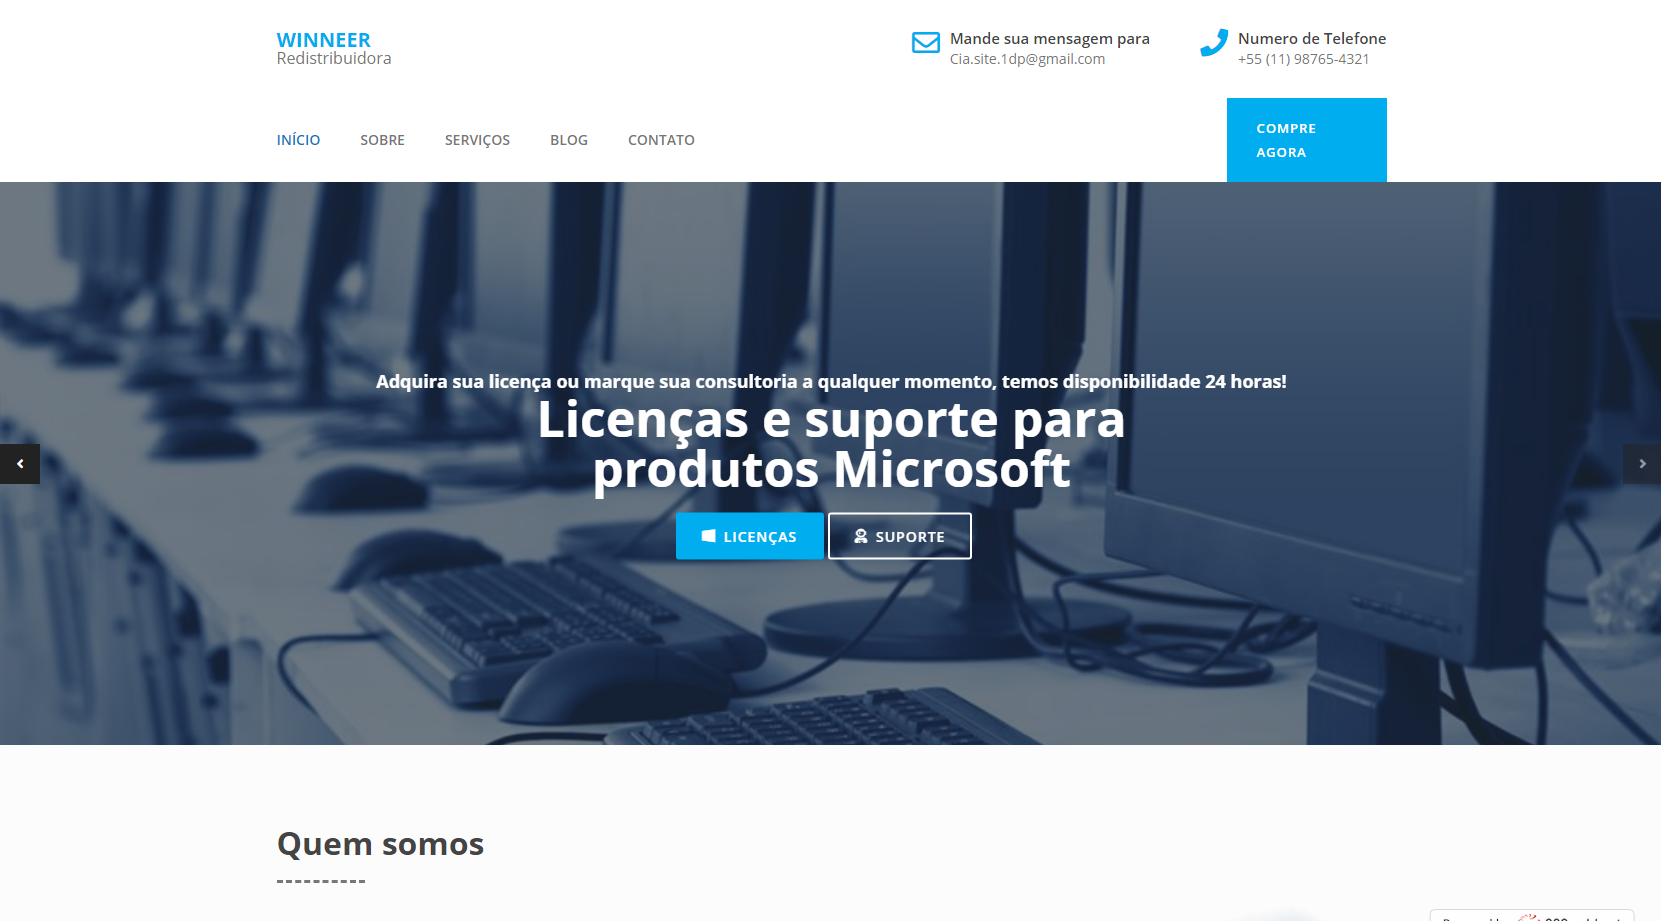 WINNEER
Redistribuidora
Mande sua mensagem para
Cia.site.1dp@gmail.com
Numero de Telefone
+55 (11) 98765-4321
INÍCIO SOBRE SERVIÇOS BLOG CONTATO
COMPRE
AGORA
Adquira sua licença ou marque sua consultoria a qualquer momento, temos disponibilidade 24 horas!
Licenças e suporte para
produtos Microsoft
LICENÇAS SUPORTE
Quem somos